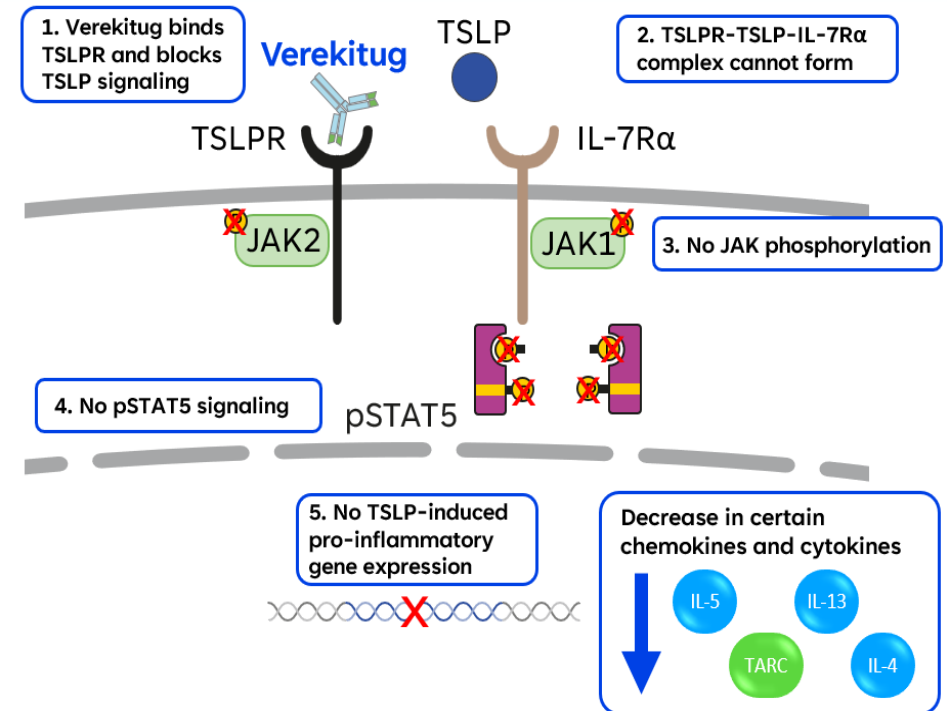 1. Verekitug binds
TSLPR and blocks
TSLP signaling
Verekitug
TSLP
2. TSLPR-TSLP-IL-7Rα
complex cannot form
TSLPR
IL-7Rα
P
JAK2
JAK1
P
3. No JAK phosphorylation
P
P
P
P
4. No pSTAT5 signaling
pSTAT5
5. No TSLP-induced
pro-inflammatory
gene expression
Decrease in certain
chemokines and cytokines
IL-5
IL-13
TARC
IL-4